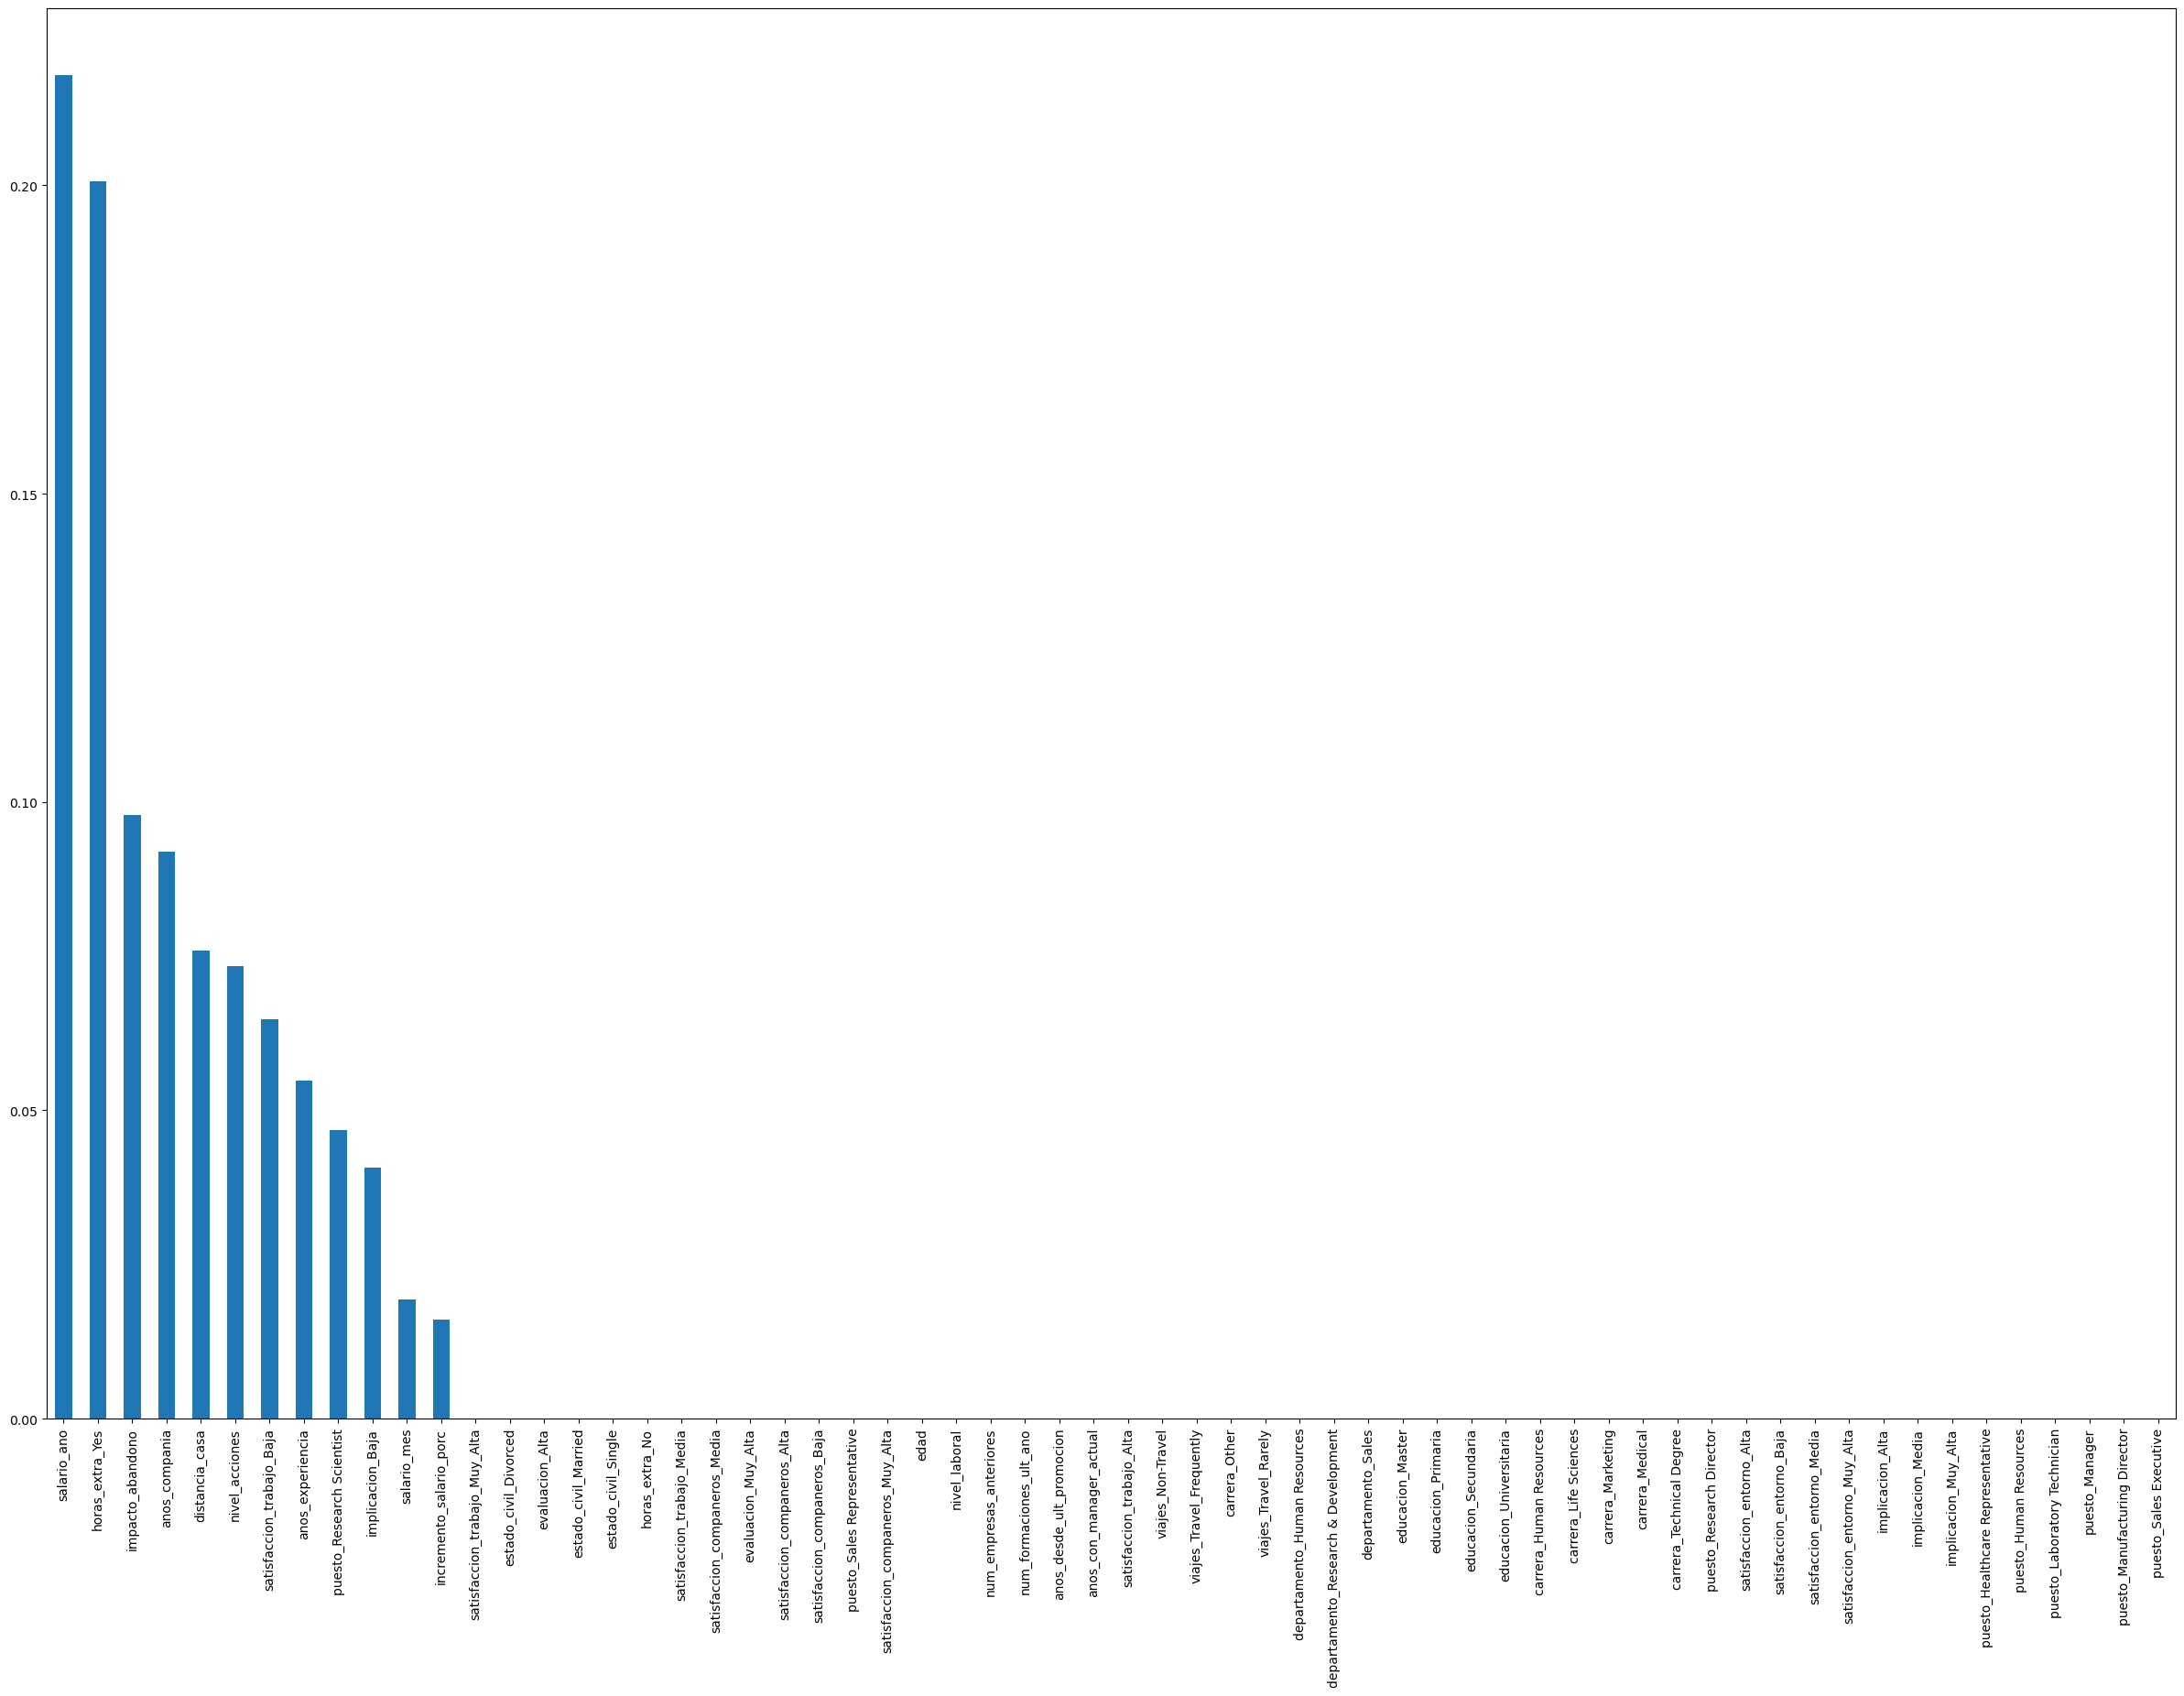 0.20
0.15
0.10
0.05
0.00
salario_ano
horas_extra_Yes
impacto_abandono
anos_compania
distancia_casa
nivel_acciones
satisfaccion_trabajo_Baja
anos_experiencia
puesto_Research Scientist
implicacion_Baja
salario_mes
incremento_salario_porc
satisfaccion_trabajo_Muy_Alta
estado_civil_Divorced
evaluacion_Alta
estado_civil_Married
estado_civil_Single
horas_extra_No
satisfaccion_trabajo_Media
satisfaccion_companeros_Media
evaluacion_Muy_Alta
satisfaccion_companeros_Alta
satisfaccion_companeros_Baja
puesto_Sales Representative
satisfaccion_companeros_Muy_Alta
edad
nivel_laboral
num_empresas_anteriores
num_formaciones_ult_ano
anos_desde_ult_promocion
anos_con_manager_actual
satisfaccion_trabajo_Alta
viajes_Non-Travel
viajes_Travel_Frequently
carrera_Other
viajes_Travel_Rarely
departamento_Human Resources
departamento_Research & Development
departamento_Sales
educacion_Master
educacion_Primaria
educacion_Secundaria
educacion_Universitaria
carrera_Human Resources
carrera_Life Sciences
carrera_Marketing
carrera_Medical
carrera_Technical Degree
puesto_Research Director
satisfaccion_entorno_Alta
satisfaccion_entorno_Baja
satisfaccion_entorno_Media
satisfaccion_entorno_Muy_Alta
implicacion_Alta
implicacion_Media
implicacion_Muy_Alta
puesto_Healthcare Representative
puesto_Human Resources
puesto_Laboratory Technician
puesto_Manager
puesto_Manufacturing Director
puesto_Sales Executive